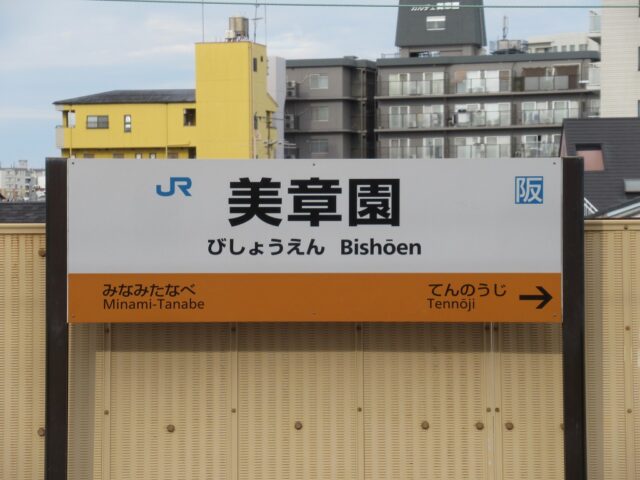 JR 美章園 阪
びしょうえん Bishōen
みなみたなべ てんのうじ
Minami-Tanabe Tennōji →